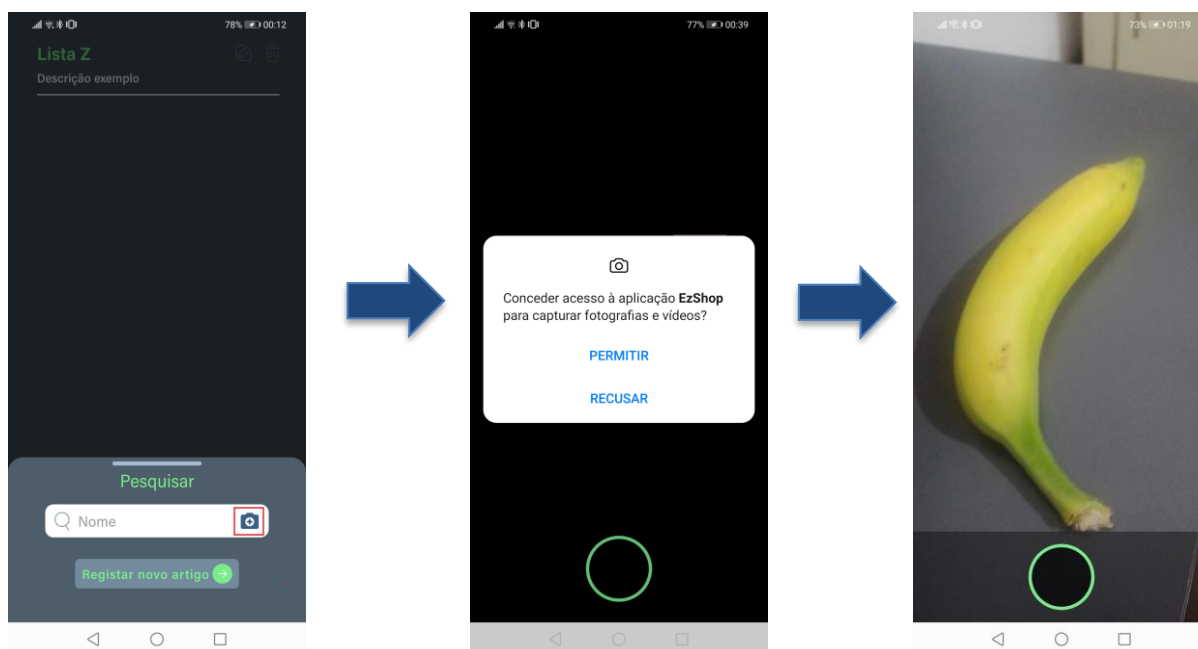 78% 00:12
Lista Z
Descrição exemplo
Pesquisar
Nome
Registar novo artigo
77% 00:39
Conceder acesso à aplicação EzShop
para capturar fotografias e vídeos?
PERMITIR
RECUSAR
73% 01:19